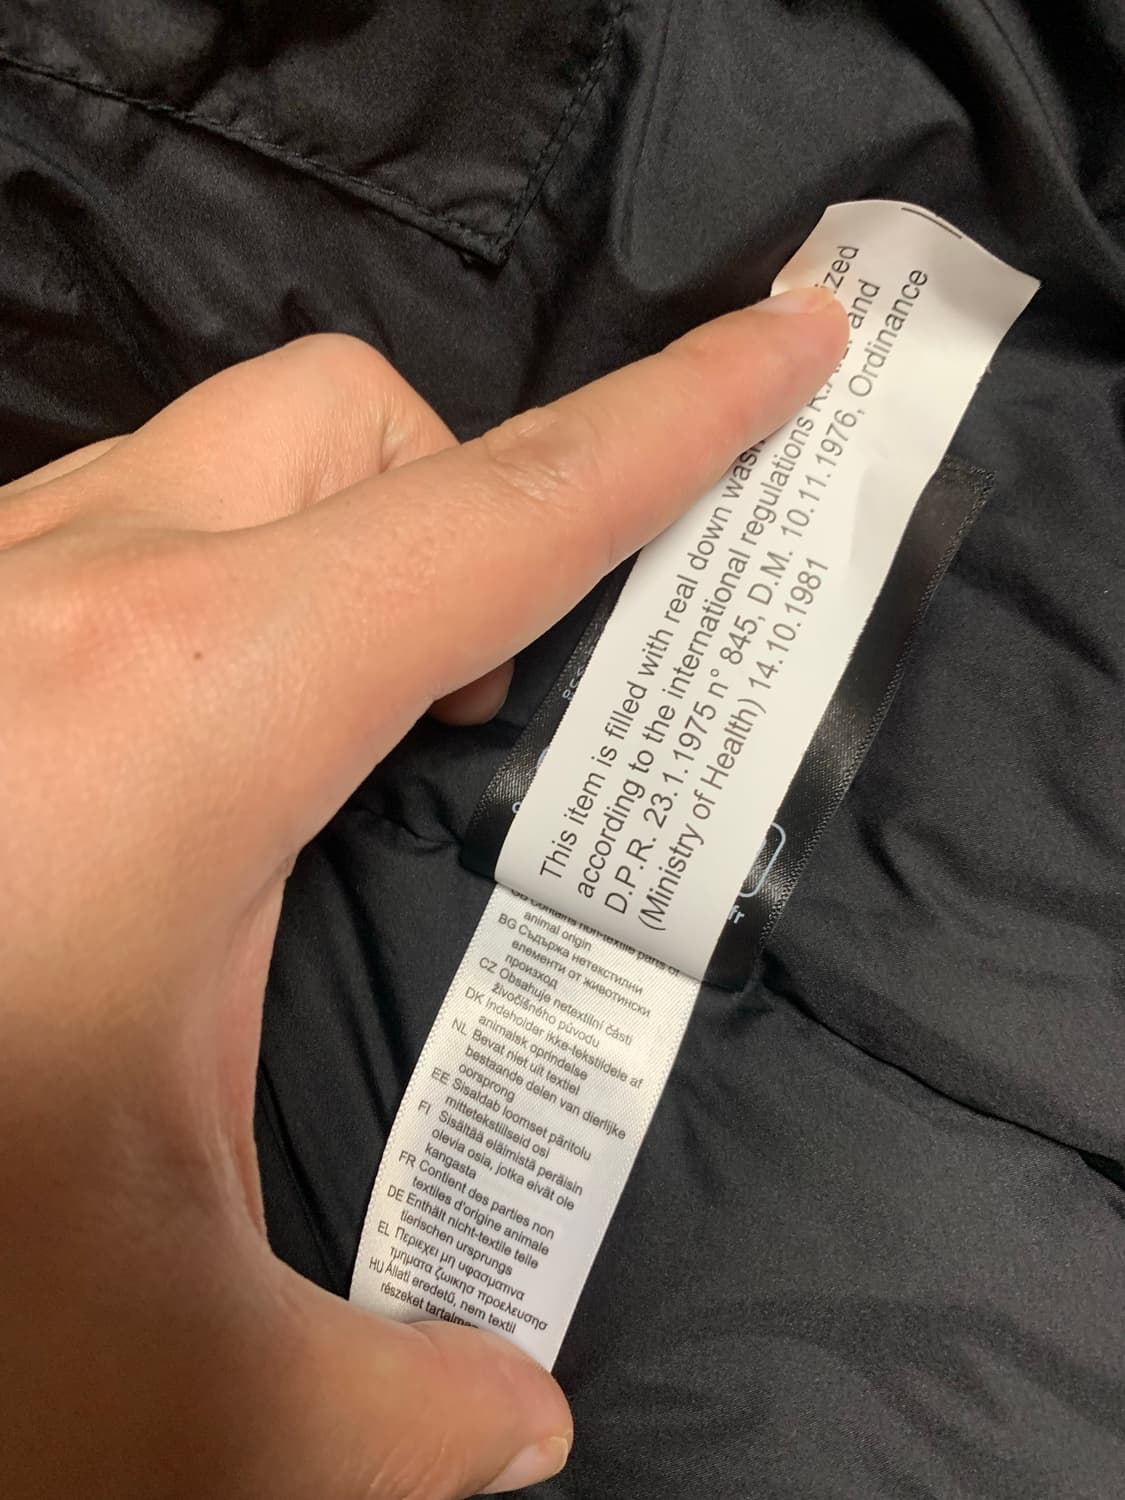 This item is filled with real down
according to the international regulations and
D.P.R. 23.1.1975 n° 845, D.M. 10.11.1976, Ordinance
(Ministry of Health) 14.10.1981
animal origin
BG Съдържа нетекстилни
елементи от животински
произход
CZ Obsahuje netextilní části
živočišného původu
DK Indeholder ikke-tekstildele af
animalsk oprindelse
NL Bevat niet uit textiel
bestaande delen van dierlijke
oorsprong
EE Sisaldab loomset päritolu
mittetekstiilseid osi
FI Sisältää eläimistä peräisin
olevia osia, jotka eivät ole
kangasta
FR Contient des parties non
textiles d'origine animale
DE Enthält nicht-textile teile
tierischen ursprungs
EL Περιεχει μη υφασματινα
τμηματα ζωικησ προελευσησ
HU Állati eredetű, nem textil
részeket
fr